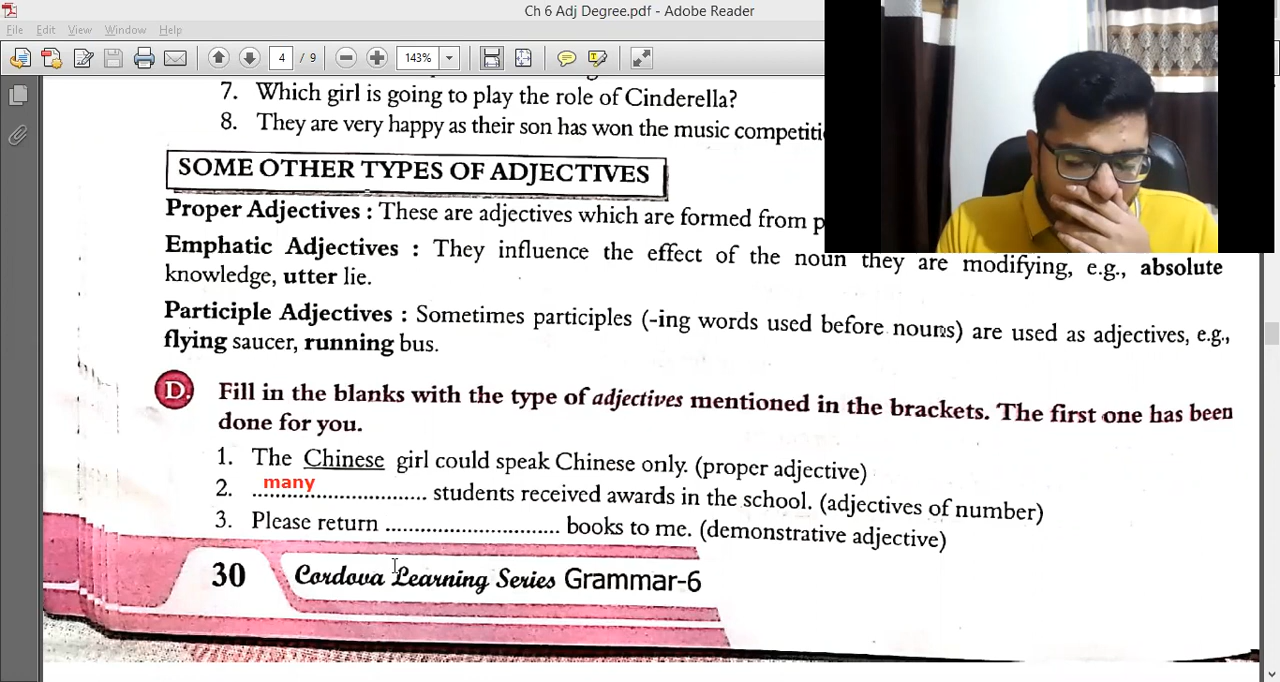 Ch 6 Adj Degree.pdf - Adobe Reader
File Edit View Window Help
4 / 9 143%
7. Which girl is going to play the role of Cinderella?
8. They are very happy as their son has won the music competiti
SOME OTHER TYPES OF ADJECTIVES
Proper Adjectives : These are adjectives which are formed from p
Emphatic Adjectives : They influence the effect of the noun they are modifying, e.g., absolute
knowledge, utter lie.
Participle Adjectives : Sometimes participles (-ing words used before nouns) are used as adjectives, e.g.,
flying saucer, running bus.
D. Fill in the blanks with the type of adjectives mentioned in the brackets. The first one has been
done for you.
1. The Chinese girl could speak Chinese only. (proper adjective)
many
2. .................................. students received awards in the school. (adjectives of number)
3. Please return .................................. books to me. (demonstrative adjective)
30 Cordova Learning Series Grammar-6